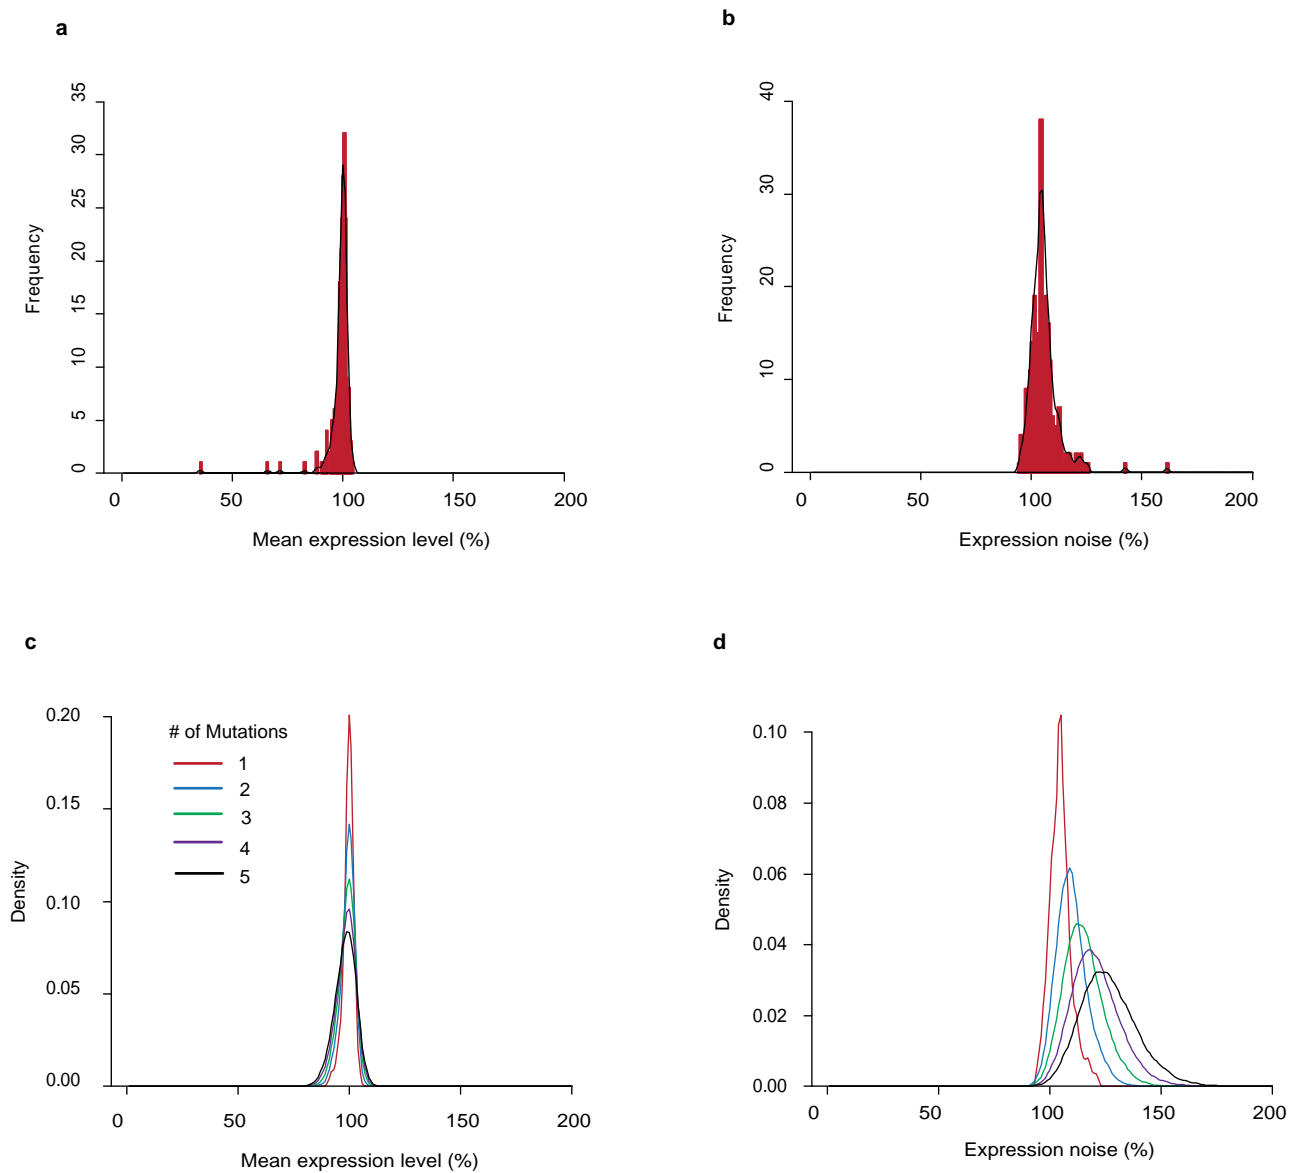 a
35
30
25
20
15
10
5
0
Frequency
0 50 100 150 200
Mean expression level (%)
b
40
30
20
10
0
Frequency
0 50 100 150 200
Expression noise (%)
c
0.20
0.15
0.10
0.05
0.00
Density
# of Mutations
1
2
3
4
5
0 50 100 150 200
Mean expression level (%)
d
0.10
0.08
0.06
0.04
0.02
0.00
Density
0 50 100 150 200
Expression noise (%)